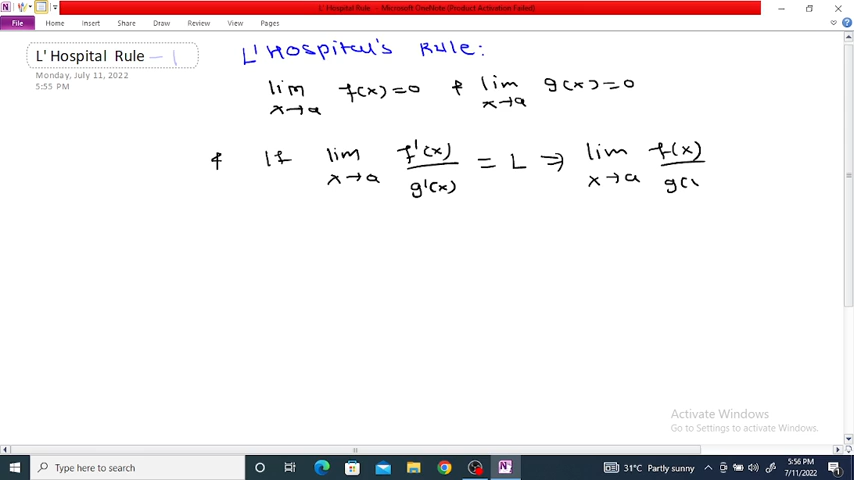 L' Hospital Rule - Microsoft OneNote (Product Activation Failed)
File Home Insert Share Draw Review View Pages
L' Hospital Rule – 1
Monday, July 11, 2022
5:55 PM
L'Hospital's Rule:
lim x→a f(x)=0 & lim x→a g(x)=0
& If lim x→a f'(x)/g'(x) = L ⇒ lim x→a f(x)/g(
Activate Windows
Go to Settings to activate Windows.
Type here to search
31°C Partly sunny
5:56 PM
7/11/2022